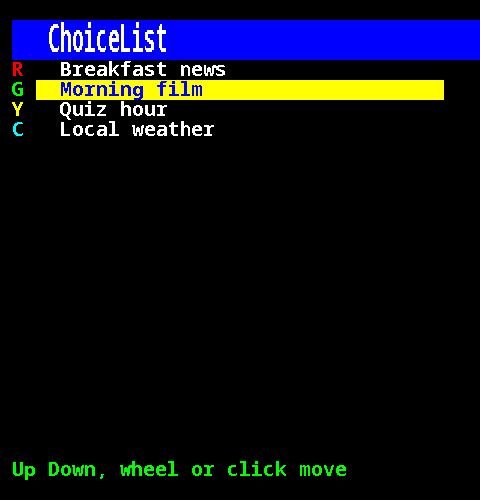 ChoiceList
R Breakfast news
G Morning film
Y Quiz hour
C Local weather
Up Down, wheel or click move